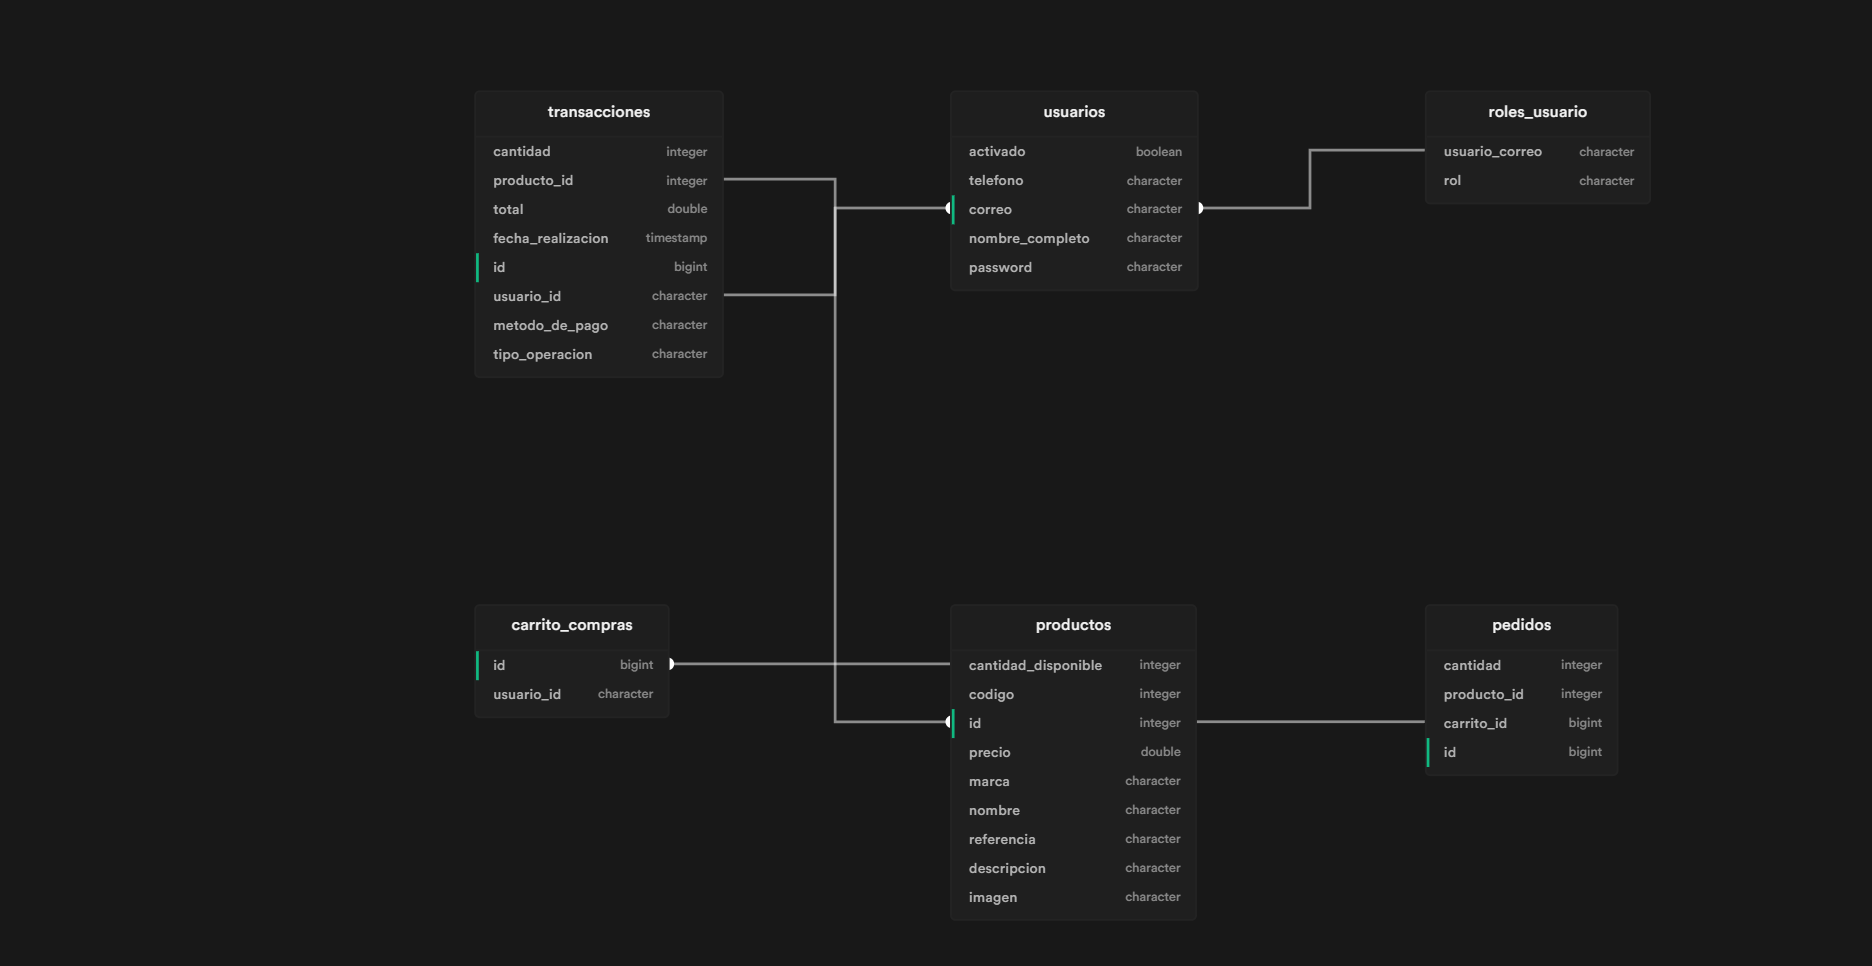 transacciones
cantidad integer
producto_id integer
total double
fecha_realizacion timestamp
id bigint
usuario_id character
metodo_de_pago character
tipo_operacion character
usuarios
activado boolean
telefono character
correo character
nombre_completo character
password character
roles_usuario
usuario_correo character
rol character
carrito_compras
id bigint
usuario_id character
productos
cantidad_disponible integer
codigo integer
id integer
precio double
marca character
nombre character
referencia character
descripcion character
imagen character
pedidos
cantidad integer
producto_id integer
carrito_id bigint
id bigint